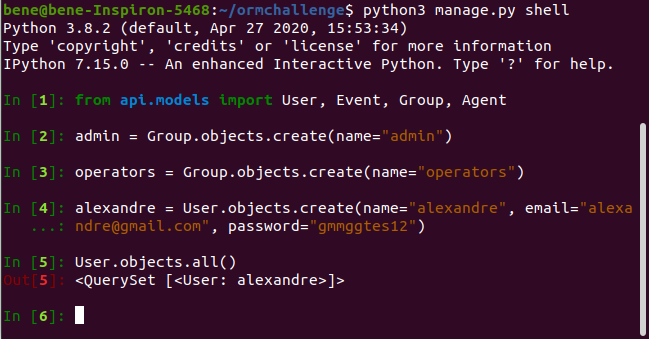 bene@bene-Inspiron-5468:~/ormchallenge$ python3 manage.py shell
Python 3.8.2 (default, Apr 27 2020, 15:53:34)
Type 'copyright', 'credits' or 'license' for more information
IPython 7.15.0 -- An enhanced Interactive Python. Type '?' for help.
In [1]: from api.models import User, Event, Group, Agent
In [2]: admin = Group.objects.create(name="admin")
In [3]: operators = Group.objects.create(name="operators")
In [4]: alexandre = User.objects.create(name="alexandre", email="alexa
...: ndre@gmail.com", password="gmmggtes12")
In [5]: User.objects.all()
Out[5]: <QuerySet [<User: alexandre>]>
In [6]: